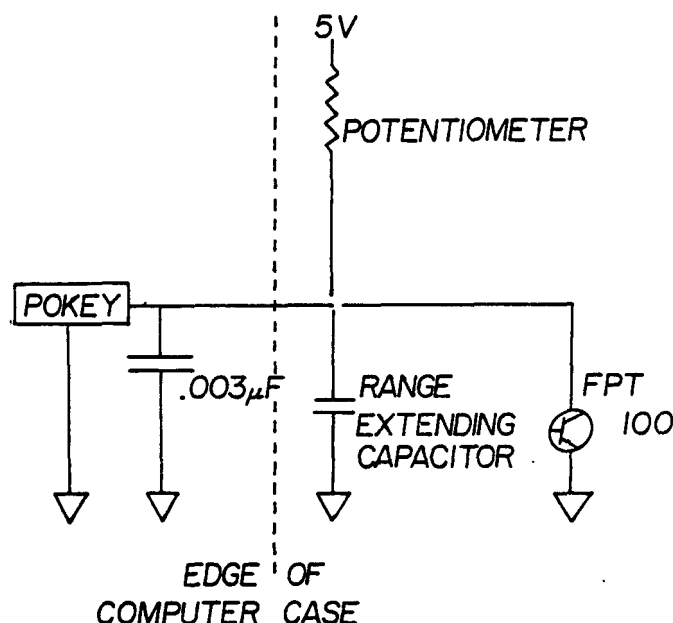 5V
POTENTIOMETER
POKEY
.003μF
RANGE
EXTENDING
CAPACITOR
FPT
100
EDGE OF
COMPUTER CASE